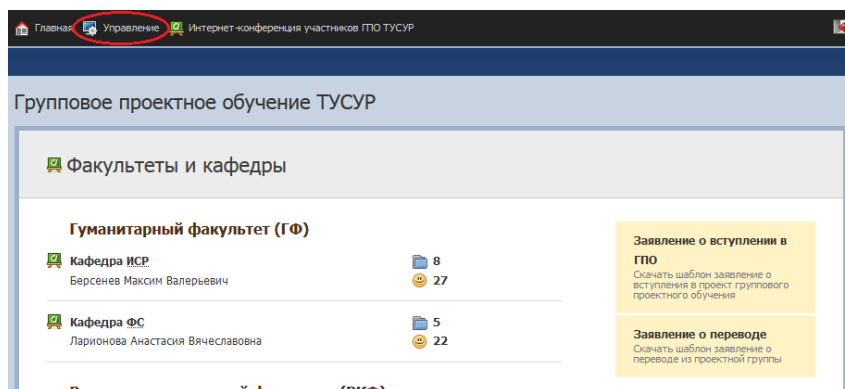 Главная Управление Интернет-конференция участников ГПО ТУСУР
Групповое проектное обучение ТУСУР
Факультеты и кафедры
Гуманитарный факультет (ГФ)
Кафедра ИСР 8
Берсенев Максим Валерьевич 27
Кафедра ФС 5
Ларионова Анастасия Вячеславовна 22
Заявление о вступлении в
ГПО
Скачать шаблон заявление о
вступления в проект группового
проектного обучения
Заявление о переводе
Скачать шаблон заявление о
переводе из проектной группы